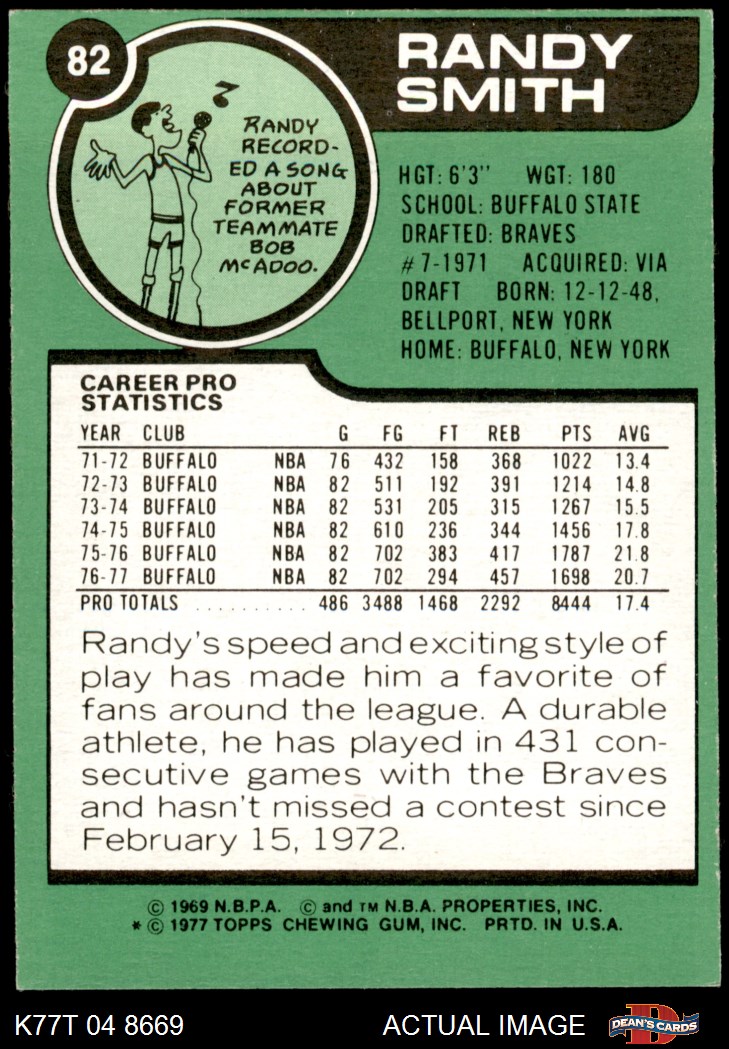 82
RANDY
SMITH
RANDY
RECORD-
ED A SONG
ABOUT
FORMER
TEAMMATE
BOB
McADOO.
HGT: 6'3" WGT: 180
SCHOOL: BUFFALO STATE
DRAFTED: BRAVES
#7-1971 ACQUIRED: VIA
DRAFT BORN: 12-12-48,
BELLPORT, NEW YORK
HOME: BUFFALO, NEW YORK
CAREER PRO
STATISTICS
YEAR CLUB G FG FT REB PTS AVG
71-72 BUFFALO NBA 76 432 158 368 1022 13.4
72-73 BUFFALO NBA 82 511 192 391 1214 14.8
73-74 BUFFALO NBA 82 531 205 315 1267 15.5
74-75 BUFFALO NBA 82 610 236 344 1456 17.8
75-76 BUFFALO NBA 82 702 383 417 1787 21.8
76-77 BUFFALO NBA 82 702 294 457 1698 20.7
PRO TOTALS .......... 486 3488 1468 2292 8444 17.4
Randy's speed and exciting style of
play has made him a favorite of
fans around the league. A durable
athlete, he has played in 431 con-
secutive games with the Braves
and hasn't missed a contest since
February 15, 1972.
© 1969 N.B.P.A. © and TM N.B.A. PROPERTIES, INC.
*© 1977 TOPPS CHEWING GUM, INC. PRTD. IN U.S.A.
K77T 04 8669 ACTUAL IMAGE D DEAN'S CARDS